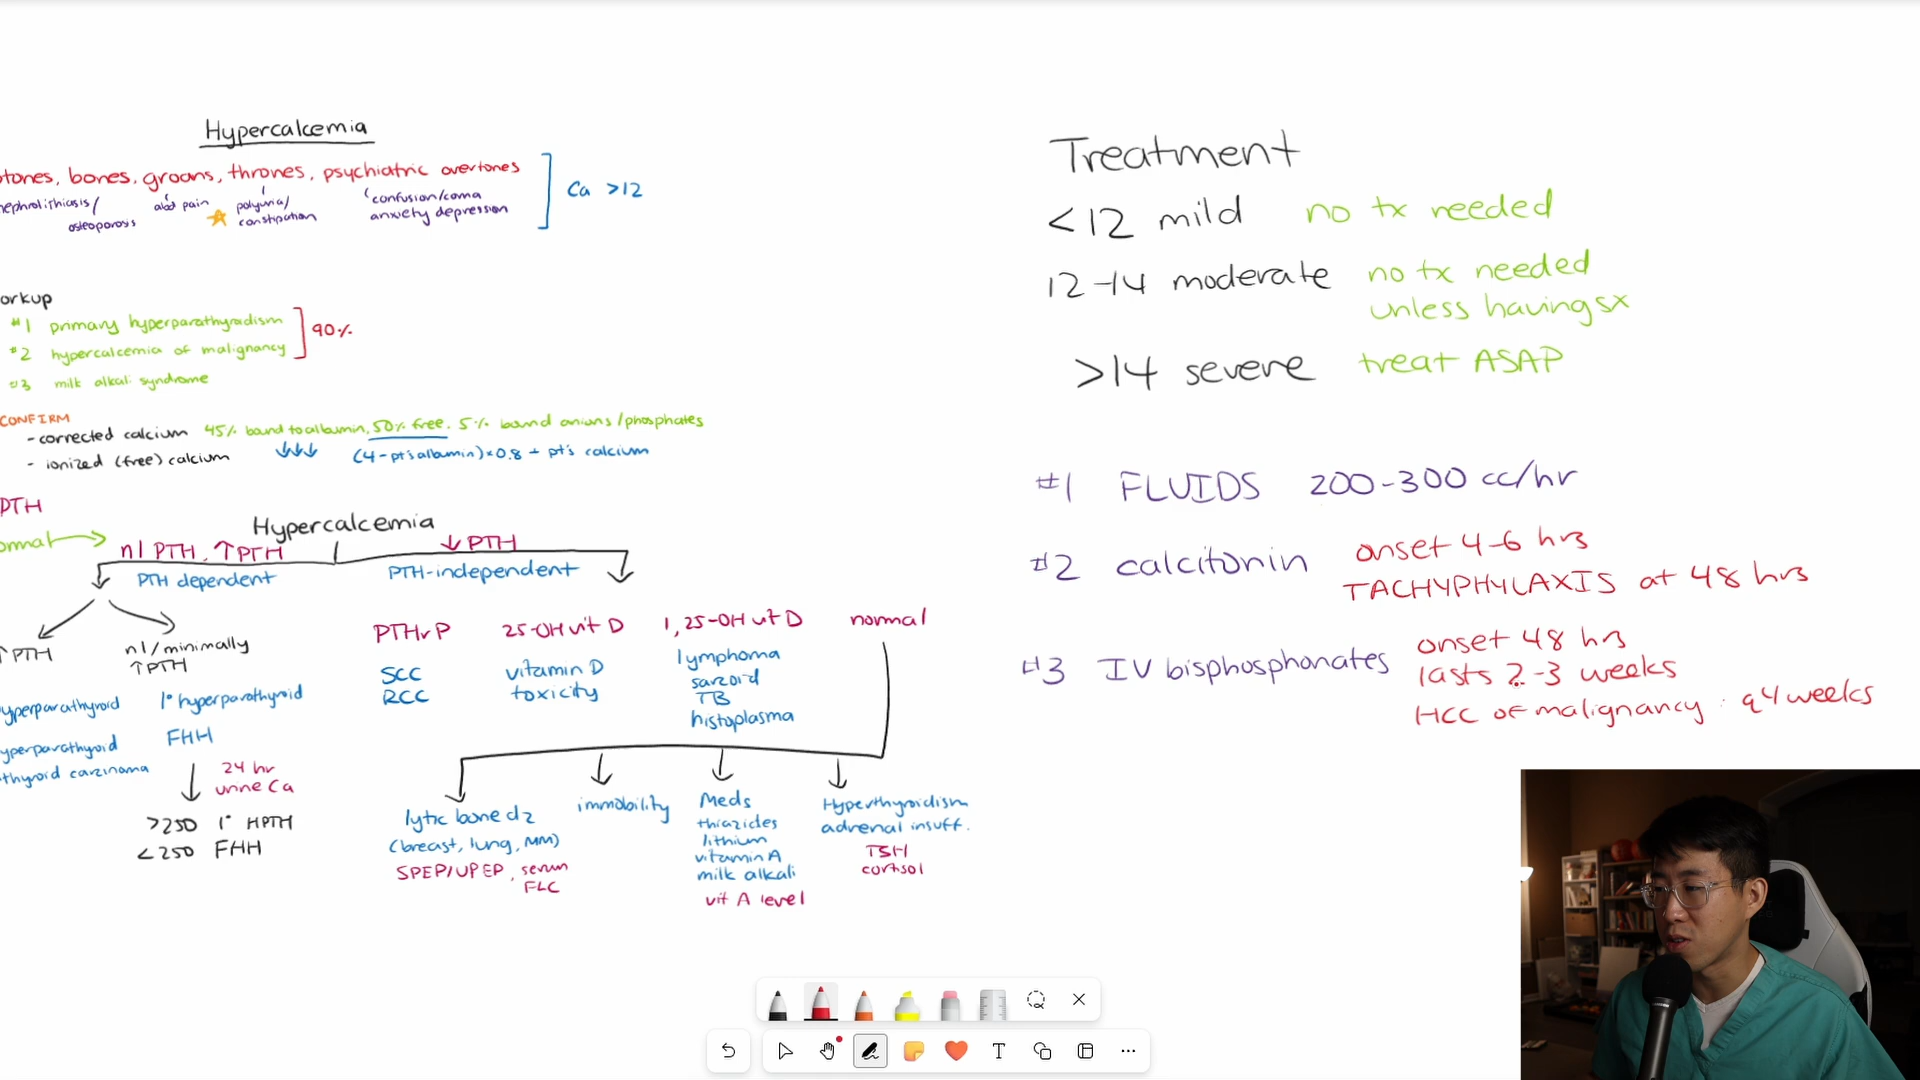 Hypercalcemia
tones, bones, groans, thrones, psychiatric overtones
nephrolithiasis/
osteoporosis
abd pain
polyuria/
constipation
confusion/coma
anxiety depression
Ca >12
orkup
#1 primary hyperparathyroidism
#2 hypercalcemia of malignancy
90%
#3 milk alkali syndrome
CONFIRM
- corrected calcium 45% bound to albumin, 50% free. 5% bound anions/phosphates
- ionized (free) calcium ↓↓↓ (4-pt's albumin)×0.8 + pt's calcium
PTH
ormal
Hypercalcemia
nl PTH, ↑PTH
↓PTH
PTH dependent
PTH-independent
↑PTH
nl/minimally
↑PTH
yperparathyroid
yperparathyroid
thyroid carcinoma
1° hyperparathyroid
FHH
24 hr
urine Ca
>250 1° HPTH
<250 FHH
PTHrP
SCC
RCC
25-OH vit D
vitamin D
toxicity
1,25-OH vit D
lymphoma
sarcoid
TB
histoplasma
normal
lytic bone dz
(breast, lung, MM)
SPEP/UPEP, serum
FLC
immobility
Meds
thiazides
lithium
vitamin A
milk alkali
vit A level
Hyperthyroidism
adrenal insuff.
TSH
cortisol
Treatment
<12 mild no tx needed
12-14 moderate no tx needed
unless having sx
>14 severe treat ASAP
#1 FLUIDS 200-300 cc/hr
#2 calcitonin onset 4-6 hrs
TACHYPHYLAXIS at 48 hrs
#3 IV bisphosphonates onset 48 hrs
lasts 2-3 weeks
HCC of malignancy : q4 weeks
T